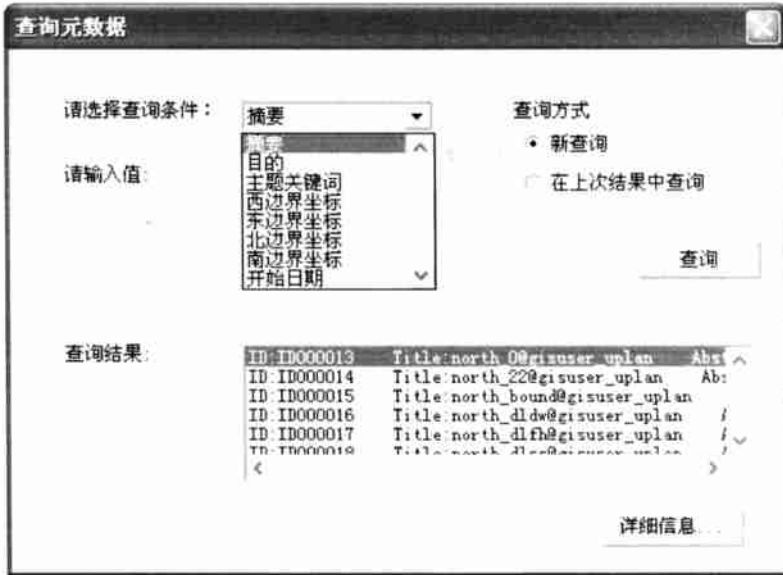 查询元数据
请选择查询条件：
摘要
查询方式
新查询
在上次结果中查询
请输入值:
摘要
目的
主题关键词
西边界坐标
东边界坐标
北边界坐标
南边界坐标
开始日期
查询
查询结果:
ID:ID000013 Title:north_0@gisuser_uplan Abst
ID:ID000014 Title:north_22@gisuser_uplan Abs
ID:ID000015 Title:north_bound@gisuser_uplan
ID:ID000016 Title:north_dldw@gisuser_uplan
ID:ID000017 Title:north_dlfh@gisuser_uplan
ID:ID000018
详细信息...